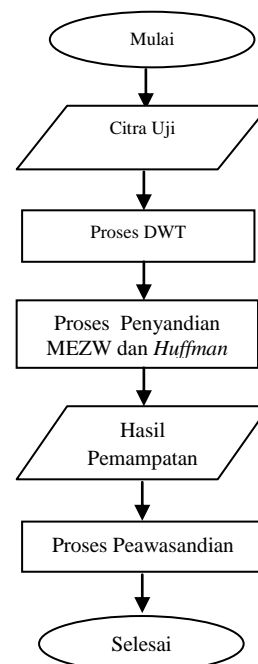 Mulai
Citra Uji
Proses DWT
Proses Penyandian
MEZW dan Huffman
Hasil
Pemampatan
Proses Peawasandian
Selesai